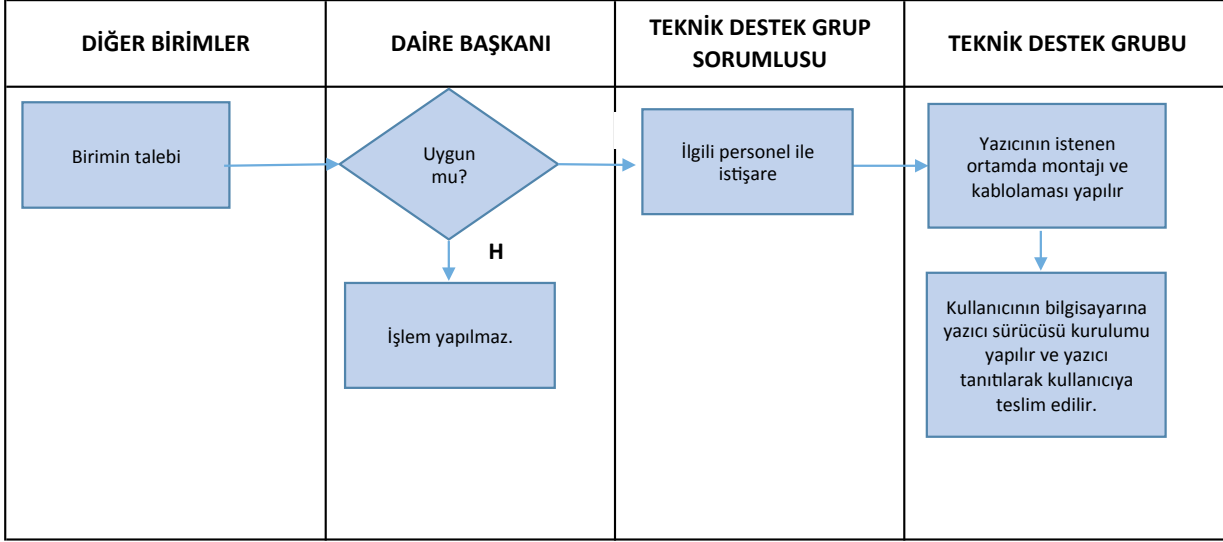 DİĞER BİRİMLER
DAİRE BAŞKANI
TEKNİK DESTEK GRUP
SORUMLUSU
TEKNİK DESTEK GRUBU
Birimin talebi
Uygun
mu?
İlgili personel ile
istişare
Yazıcının istenen
ortamda montajı ve
kablolaması yapılır
H
İşlem yapılmaz.
Kullanıcının bilgisayarına
yazıcı sürücüsü kurulumu
yapılır ve yazıcı
tanıtılarak kullanıcıya
teslim edilir.